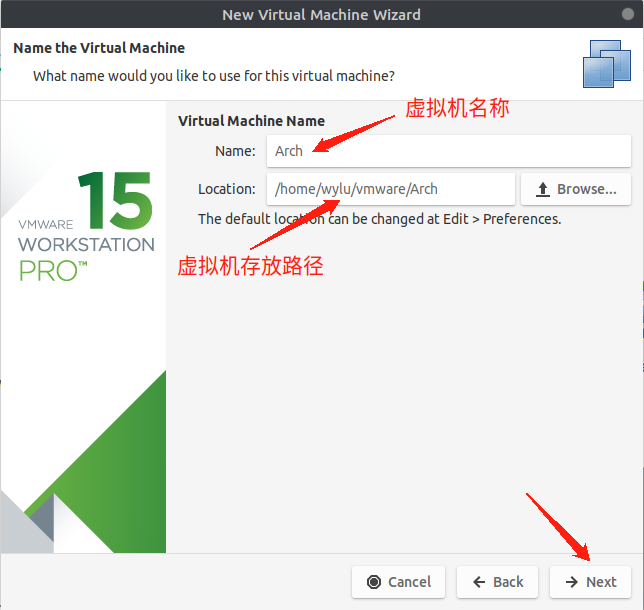 New Virtual Machine Wizard
Name the Virtual Machine
What name would you like to use for this virtual machine?
虚拟机名称
Virtual Machine Name
Name: Arch
Location: /home/wylu/vmware/Arch Browse...
The default location can be changed at Edit > Preferences.
虚拟机存放路径
15
VMWARE
WORKSTATION
PRO™
Cancel Back Next